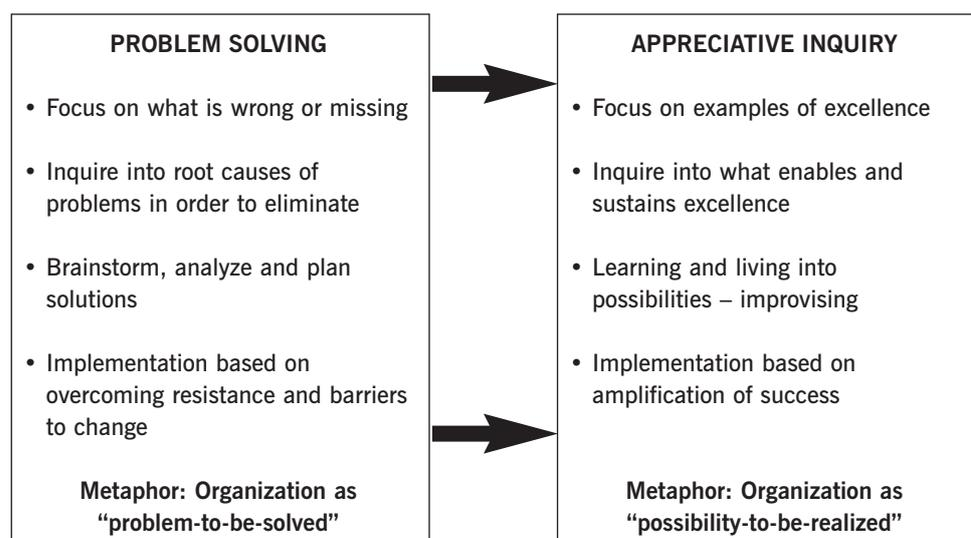 PROBLEM SOLVING
• Focus on what is wrong or missing
• Inquire into root causes of
problems in order to eliminate
• Brainstorm, analyze and plan
solutions
• Implementation based on
overcoming resistance and barriers
to change
Metaphor: Organization as
“problem-to-be-solved”
APPRECIATIVE INQUIRY
• Focus on examples of excellence
• Inquire into what enables and
sustains excellence
• Learning and living into
possibilities – improvising
• Implementation based on
amplification of success
Metaphor: Organization as
“possibility-to-be-realized”